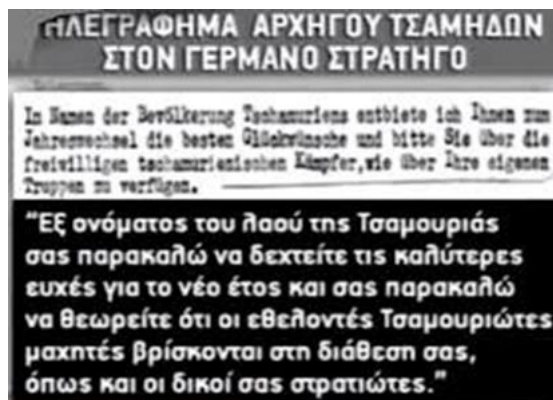 ΤΗΛΕΓΡΑΦΗΜΑ ΑΡΧΗΓΟΥ ΤΣΑΜΗΔΩΝ
ΣΤΟΝ ΓΕΡΜΑΝΟ ΣΤΡΑΤΗΓΟ
In Namen der Bevölkerung Tschamuriens entbiete ich Ihnen zum
Jahreswechsel die besten Glückwünsche und bitte Sie über die
freiwilligen tschamurienischen Kämpfer,wie über Ihre eigenen
Truppen zu verfügen.
"Εξ ονόματος του λαού της Τσαμουριάς
σας παρακαλώ να δεχτείτε τις καλύτερες
ευχές για το νέο έτος και σας παρακαλώ
να θεωρείτε ότι οι εθελοντές Τσαμουριώτες
μαχητές βρίσκονται στη διάθεση σας,
όπως και οι δικοί σας στρατιώτες."